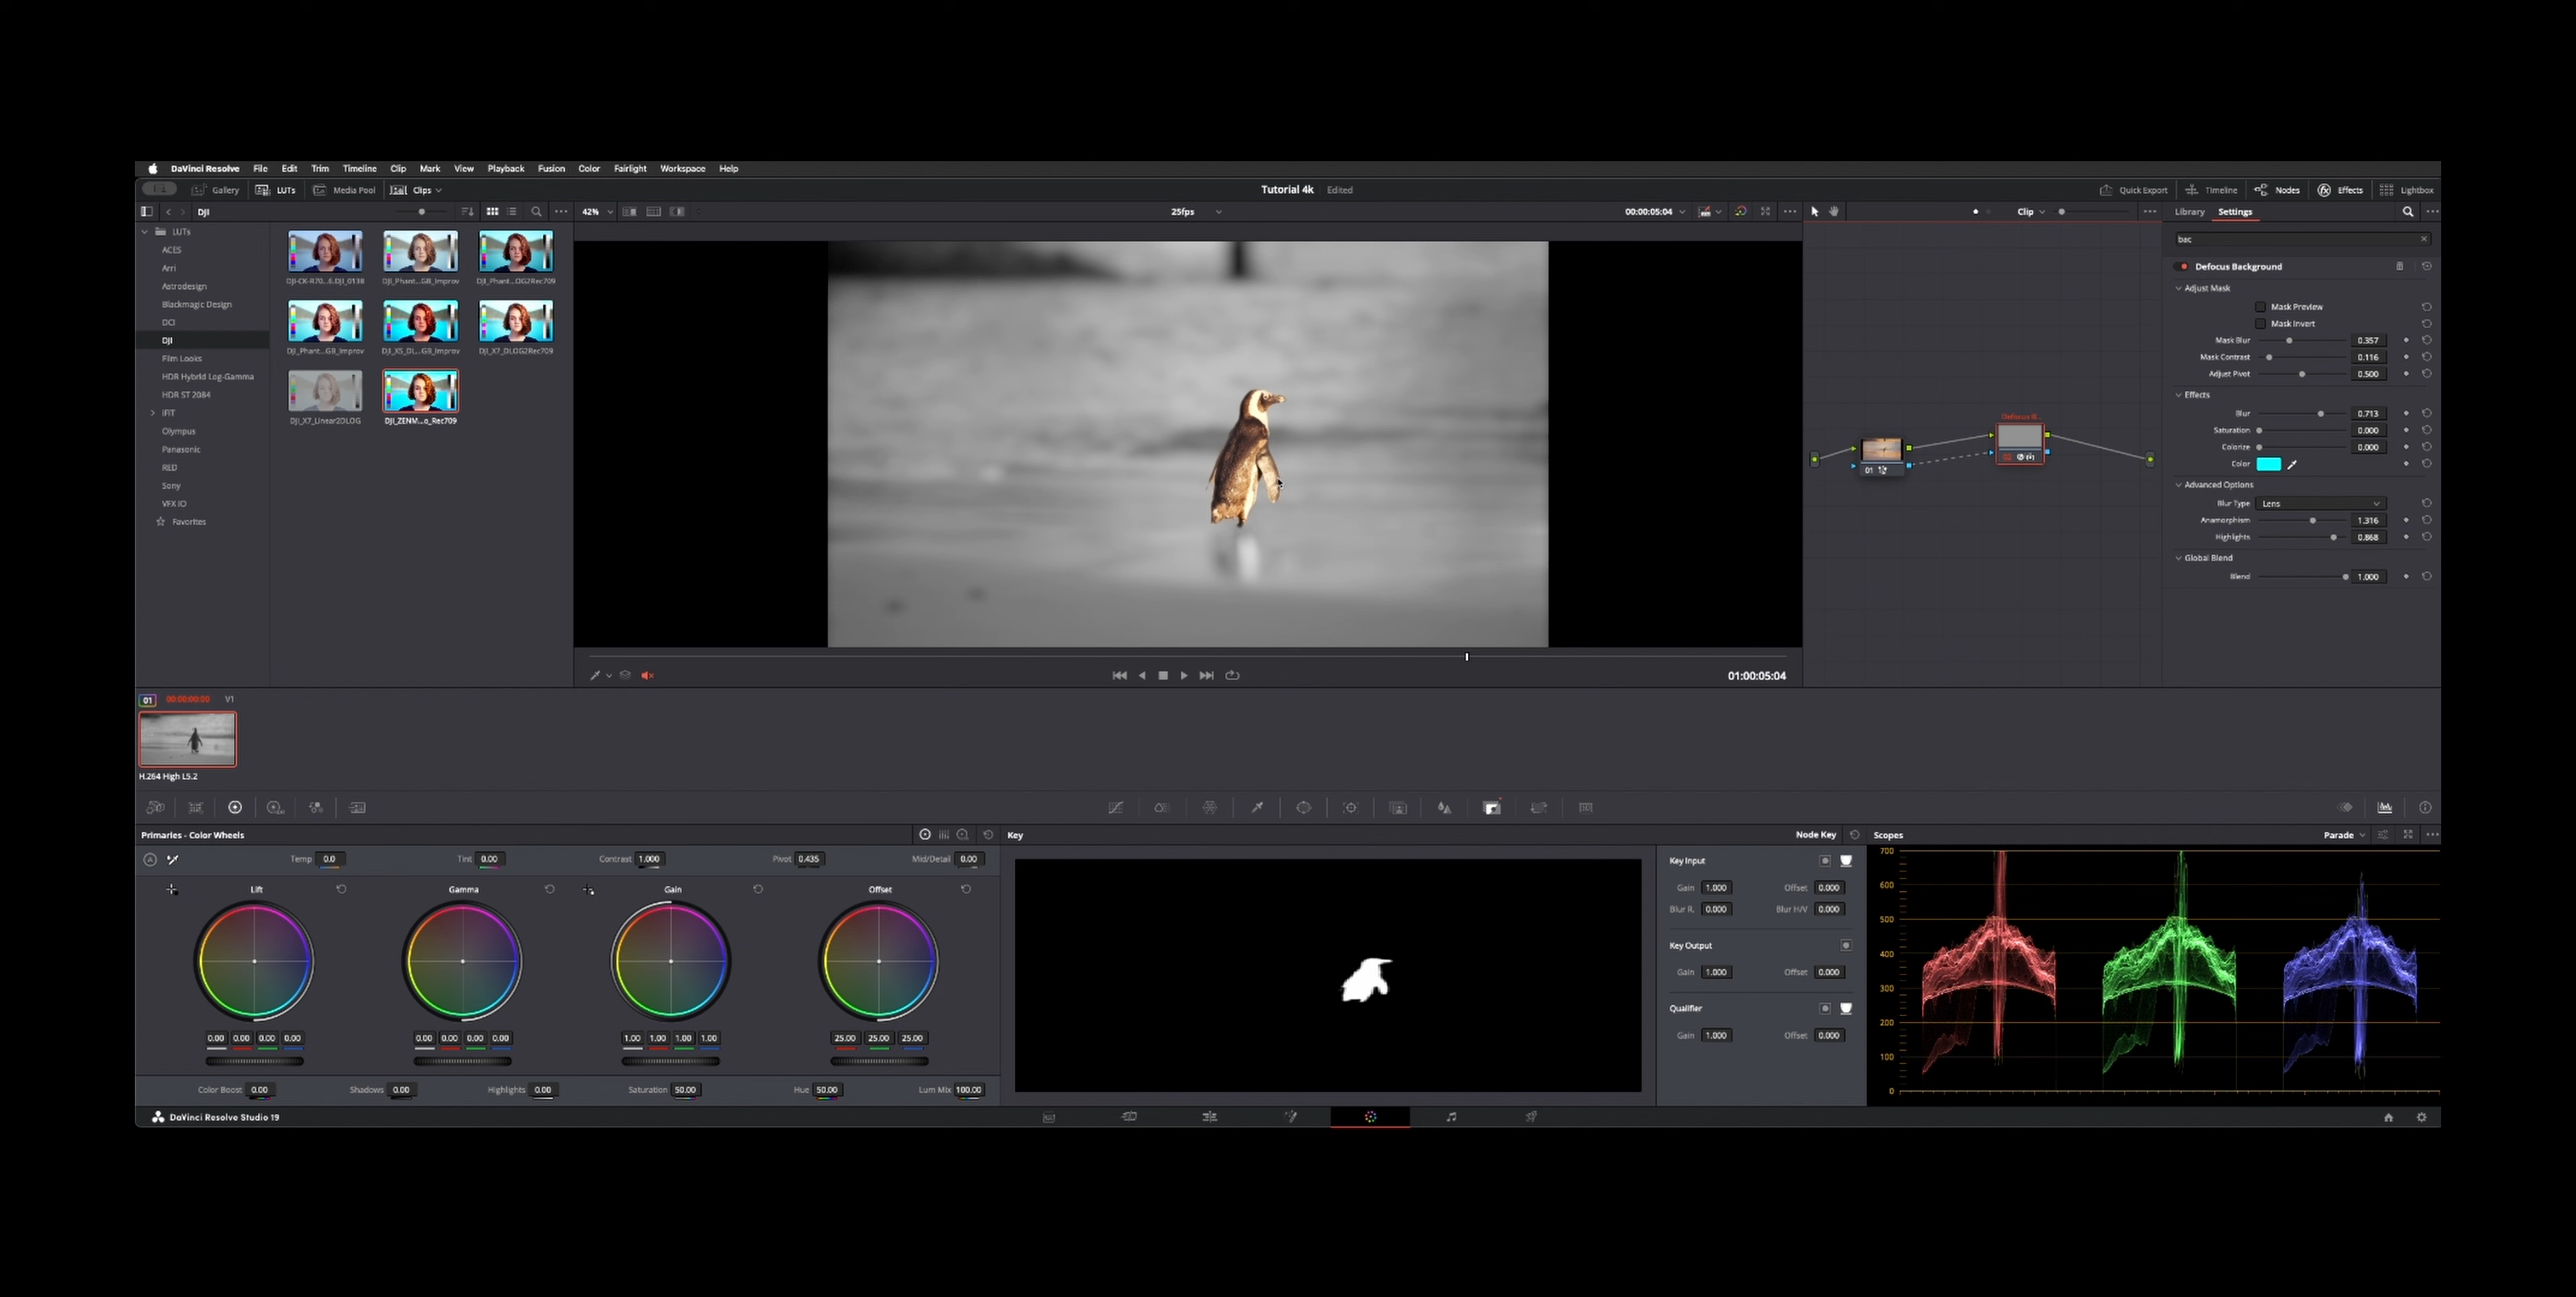 DaVinci Resolve File Edit Trim Timeline Clip Mark View Playback Fusion Color Fairlight Workspace Help
Gallery LUTs Media Pool Clips Tutorial 4k Edited Quick Export Timeline Nodes Effects Lightbox
DJI 42% 25fps 00:00:05:04 Clip Library Settings
LUTs
ACES
Arri
Astrodesign
Blackmagic Design
DCI
DJI
Film Looks
HDR Hybrid Log-Gamma
HDR ST 2084
iFIT
Olympus
Panasonic
RED
Sony
VFX IO
Favorites
DJI_Phant...GB_Improv DJI_Phant...OG2Rec709
DJI_Phant...GB_Improv DJI_X5_DL...GB_Improv DJI_X7_DLOG2Rec709
DJI_X7_Linear2DLOG DJI_ZENM...o_Rec709
01:00:05:04
Defocus B...
01
02
bac
Defocus Background
Adjust Mask
Mask Preview
Mask Invert
Mask Blur 0.357
Mask Contrast 0.116
Adjust Pivot 0.500
Effects
Blur 0.713
Saturation 0.000
Colorize 0.000
Color
Advanced Options
Blur Type Lens
Anamorphism 1.316
Highlights 0.868
Global Blend
Blend 1.000
01 00:00:00:00 V1
H.264 High L5.2
Primaries - Color Wheels
Temp 0.0 Tint 0.00 Contrast 1.000 Pivot 0.435 Mid/Detail 0.00
Lift Gamma Gain Offset
0.00 0.00 0.00 0.00 0.00 0.00 0.00 0.00 1.00 1.00 1.00 1.00 25.00 25.00 25.00
Color Boost 0.00 Shadows 0.00 Highlights 0.00 Saturation 50.00 Hue 50.00 Lum Mix 100.00
Key Node Key
Key Input
Gain 1.000 Offset 0.000
Blur R. 0.000 Blur H/V 0.000
Key Output
Gain 1.000 Offset 0.000
Qualifier
Gain 1.000 Offset 0.000
Scopes Parade
700
600
500
400
300
200
100
0
DaVinci Resolve Studio 19